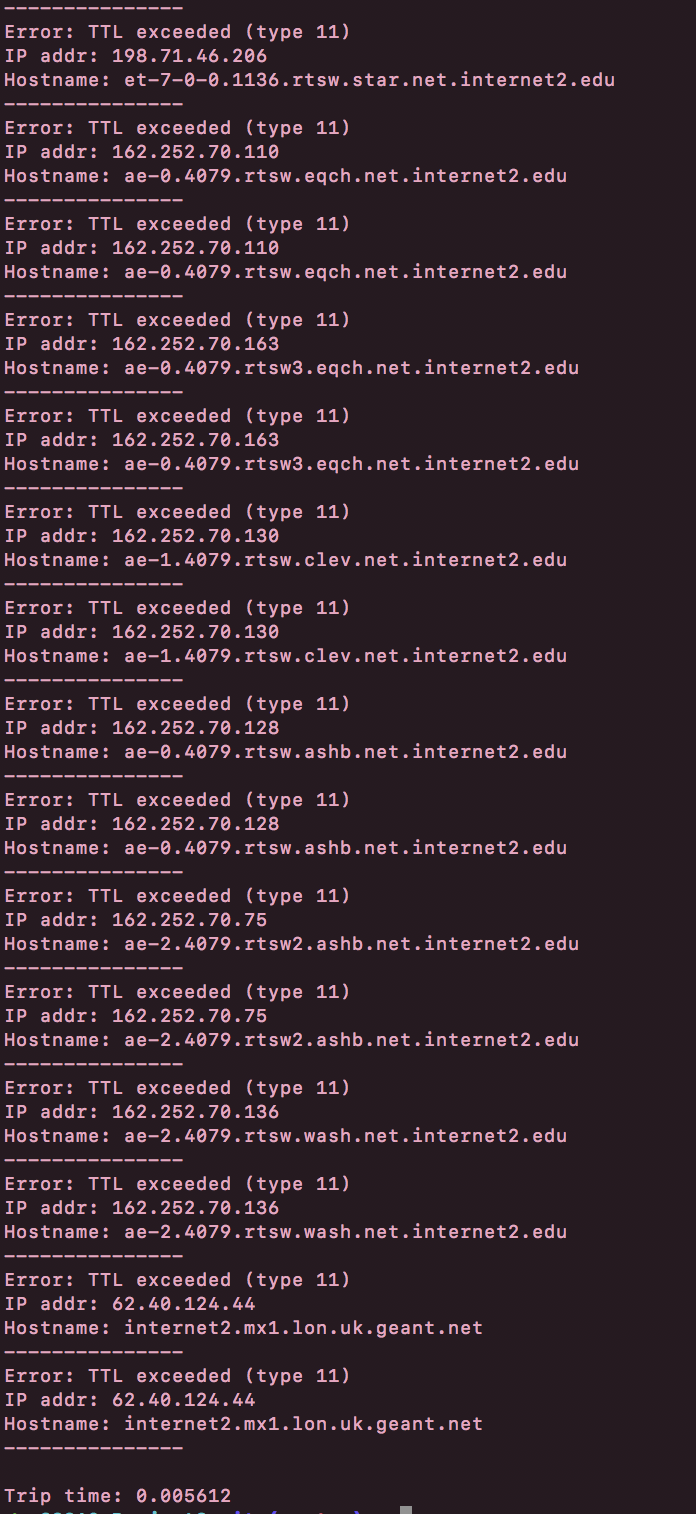 ---------------
Error: TTL exceeded (type 11)
IP addr: 198.71.46.206
Hostname: et-7-0-0.1136.rtsw.star.net.internet2.edu
---------------
Error: TTL exceeded (type 11)
IP addr: 162.252.70.110
Hostname: ae-0.4079.rtsw.eqch.net.internet2.edu
---------------
Error: TTL exceeded (type 11)
IP addr: 162.252.70.110
Hostname: ae-0.4079.rtsw.eqch.net.internet2.edu
---------------
Error: TTL exceeded (type 11)
IP addr: 162.252.70.163
Hostname: ae-0.4079.rtsw3.eqch.net.internet2.edu
---------------
Error: TTL exceeded (type 11)
IP addr: 162.252.70.163
Hostname: ae-0.4079.rtsw3.eqch.net.internet2.edu
---------------
Error: TTL exceeded (type 11)
IP addr: 162.252.70.130
Hostname: ae-1.4079.rtsw.clev.net.internet2.edu
---------------
Error: TTL exceeded (type 11)
IP addr: 162.252.70.130
Hostname: ae-1.4079.rtsw.clev.net.internet2.edu
---------------
Error: TTL exceeded (type 11)
IP addr: 162.252.70.128
Hostname: ae-0.4079.rtsw.ashb.net.internet2.edu
---------------
Error: TTL exceeded (type 11)
IP addr: 162.252.70.128
Hostname: ae-0.4079.rtsw.ashb.net.internet2.edu
---------------
Error: TTL exceeded (type 11)
IP addr: 162.252.70.75
Hostname: ae-2.4079.rtsw2.ashb.net.internet2.edu
---------------
Error: TTL exceeded (type 11)
IP addr: 162.252.70.75
Hostname: ae-2.4079.rtsw2.ashb.net.internet2.edu
---------------
Error: TTL exceeded (type 11)
IP addr: 162.252.70.136
Hostname: ae-2.4079.rtsw.wash.net.internet2.edu
---------------
Error: TTL exceeded (type 11)
IP addr: 162.252.70.136
Hostname: ae-2.4079.rtsw.wash.net.internet2.edu
---------------
Error: TTL exceeded (type 11)
IP addr: 62.40.124.44
Hostname: internet2.mx1.lon.uk.geant.net
---------------
Error: TTL exceeded (type 11)
IP addr: 62.40.124.44
Hostname: internet2.mx1.lon.uk.geant.net
---------------
Trip time: 0.005612